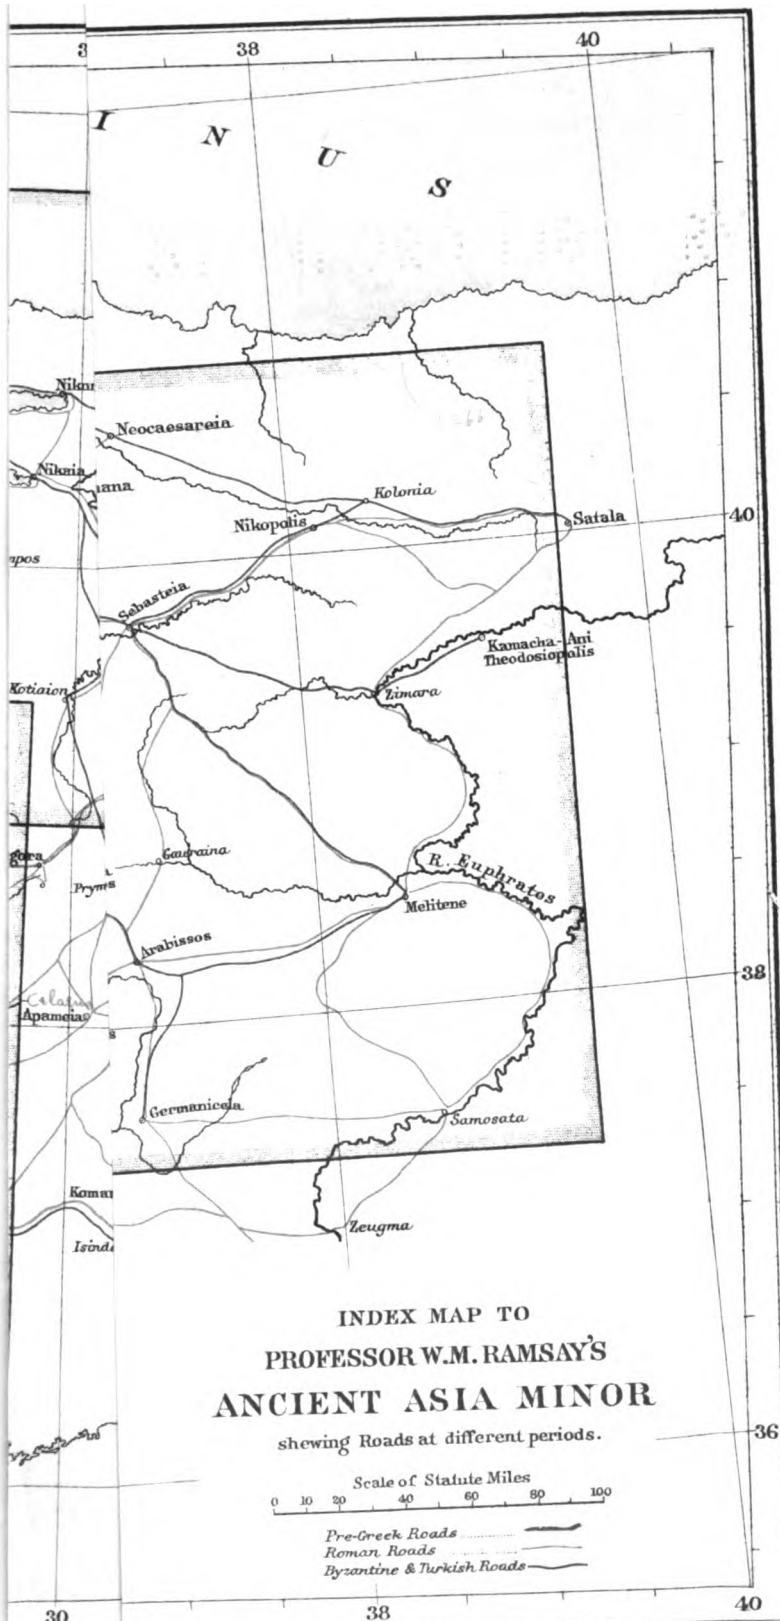 38
40
I N U S
Neocaesareia
Kolonia
Nikopolis
Satala
40
Nikaia
Sebasteia
Kamacha-Ani
Theodosiopolis
Kotiaion
Zimara
Gauraina
R. Euphrates
Melitene
Arabissos
38
Apameia
Germaniceia
Samosata
Zeugma
INDEX MAP TO
PROFESSOR W.M. RAMSAY'S
ANCIENT ASIA MINOR
shewing Roads at different periods.
36
Scale of Statute Miles
0 10 20 40 60 80 100
Pre-Greek Roads
Roman Roads
Byzantine & Turkish Roads
30
38
40